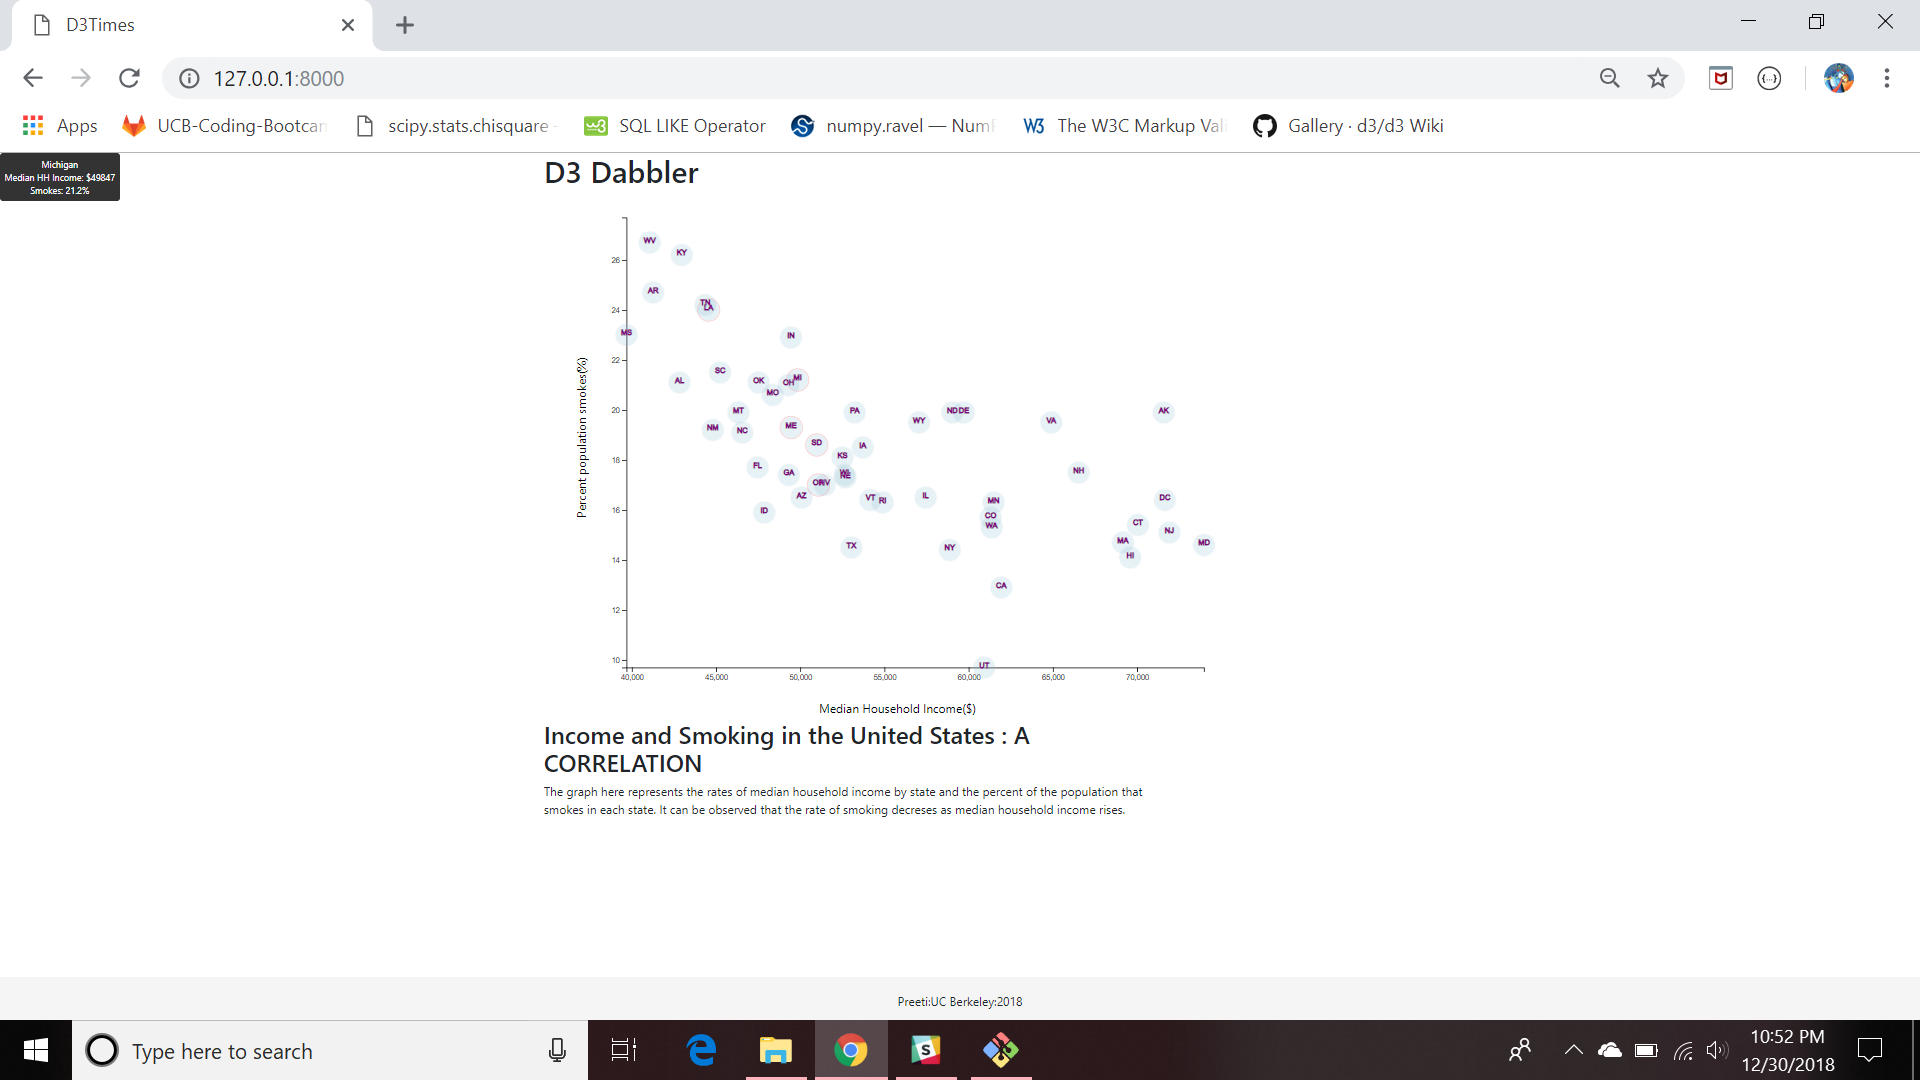 D3Times
127.0.0.1:8000
Apps
UCB-Coding-Bootcam
scipy.stats.chisquare
SQL LIKE Operator
numpy.ravel — NumP
The W3C Markup Vali
Gallery · d3/d3 Wiki
Michigan
Median HH Income: $49847
Smokes: 21.2%
D3 Dabbler
WV
KY
26
AR
TN
LA
24
MS
IN
22
SC
AL
OK
OH
MI
MO
20
MT
PA
ND
DE
AK
NM
NC
ME
WY
VA
SD
IA
KS
18
FL
GA
WI
NE
NH
OR
NV
AZ
VT
RI
IL
MN
DC
ID
16
CO
WA
CT
NJ
TX
NY
MA
MD
HI
14
CA
12
UT
10
Percent population smokes(%)
40,000 45,000 50,000 55,000 60,000 65,000 70,000
Median Household Income($)
Income and Smoking in the United States : A
CORRELATION
The graph here represents the rates of median household income by state and the percent of the population that
smokes in each state. It can be observed that the rate of smoking decreses as median household income rises.
Preeti:UC Berkeley:2018
Type here to search
10:52 PM
12/30/2018